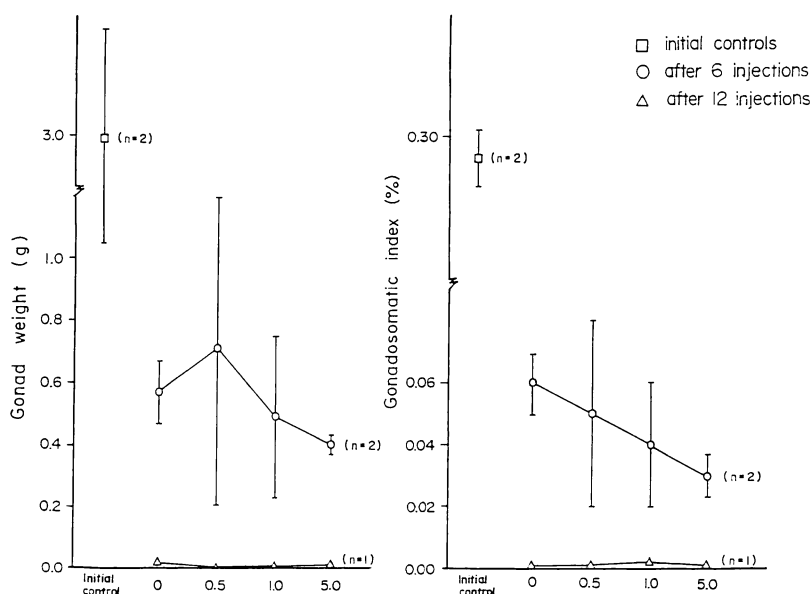 initial controls
after 6 injections
after 12 injections
Gonad weight (g)
3.0
1.0
0.8
0.6
0.4
0.2
0.0
(n=2)
(n=2)
(n=1)
Initial
control
0
0.5
1.0
5.0
Gonadosomatic index (%)
0.30
0.06
0.04
0.02
0.00
(n=2)
(n=2)
(n=1)
Initial
control
0
0.5
1.0
5.0